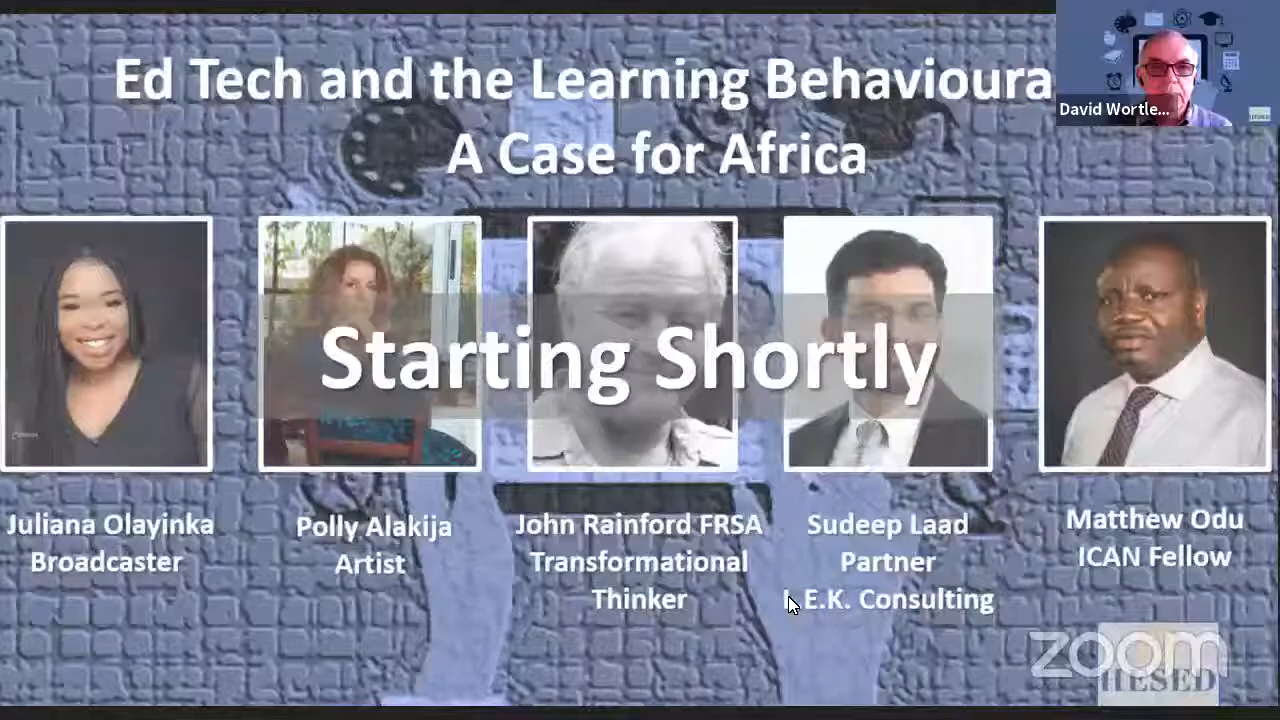 Ed Tech and the Learning Behavioura
A Case for Africa
David Wortle...
Starting Shortly
Juliana Olayinka
Broadcaster
Polly Alakija
Artist
John Rainford FRSA
Transformational
Thinker
Sudeep Laad
Partner
L.E.K. Consulting
Matthew Odu
ICAN Fellow
zoom
HESED